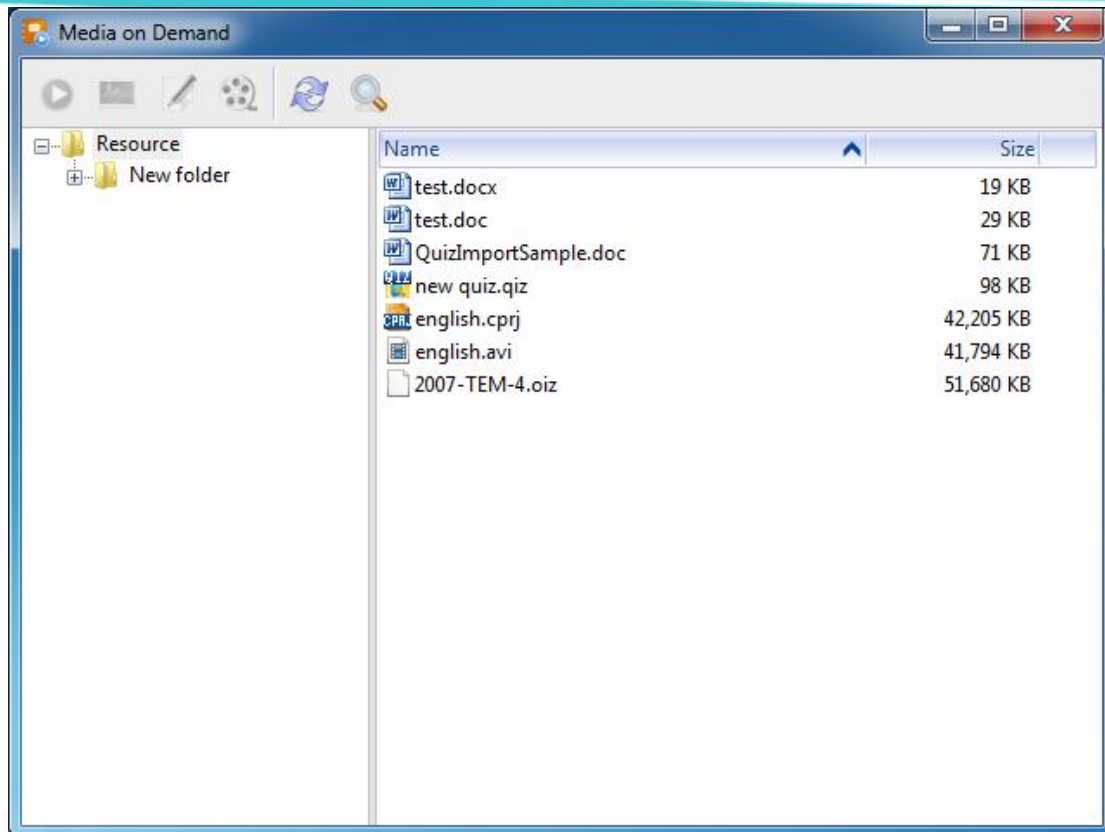 Media on Demand
Resource
New folder
Name Size
test.docx 19 KB
test.doc 29 KB
QuizImportSample.doc 71 KB
new quiz.qiz 98 KB
english.cprj 42,205 KB
english.avi 41,794 KB
2007-TEM-4.oiz 51,680 KB